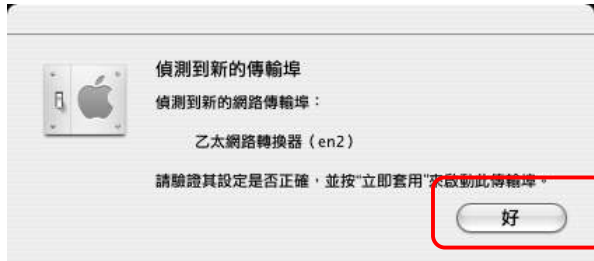 偵測到新的傳輸埠
偵測到新的網路傳輸埠：
乙太網路轉換器（en2）
請驗證其設定是否正確，並按“立即套用”來啟動此傳輸埠。
好